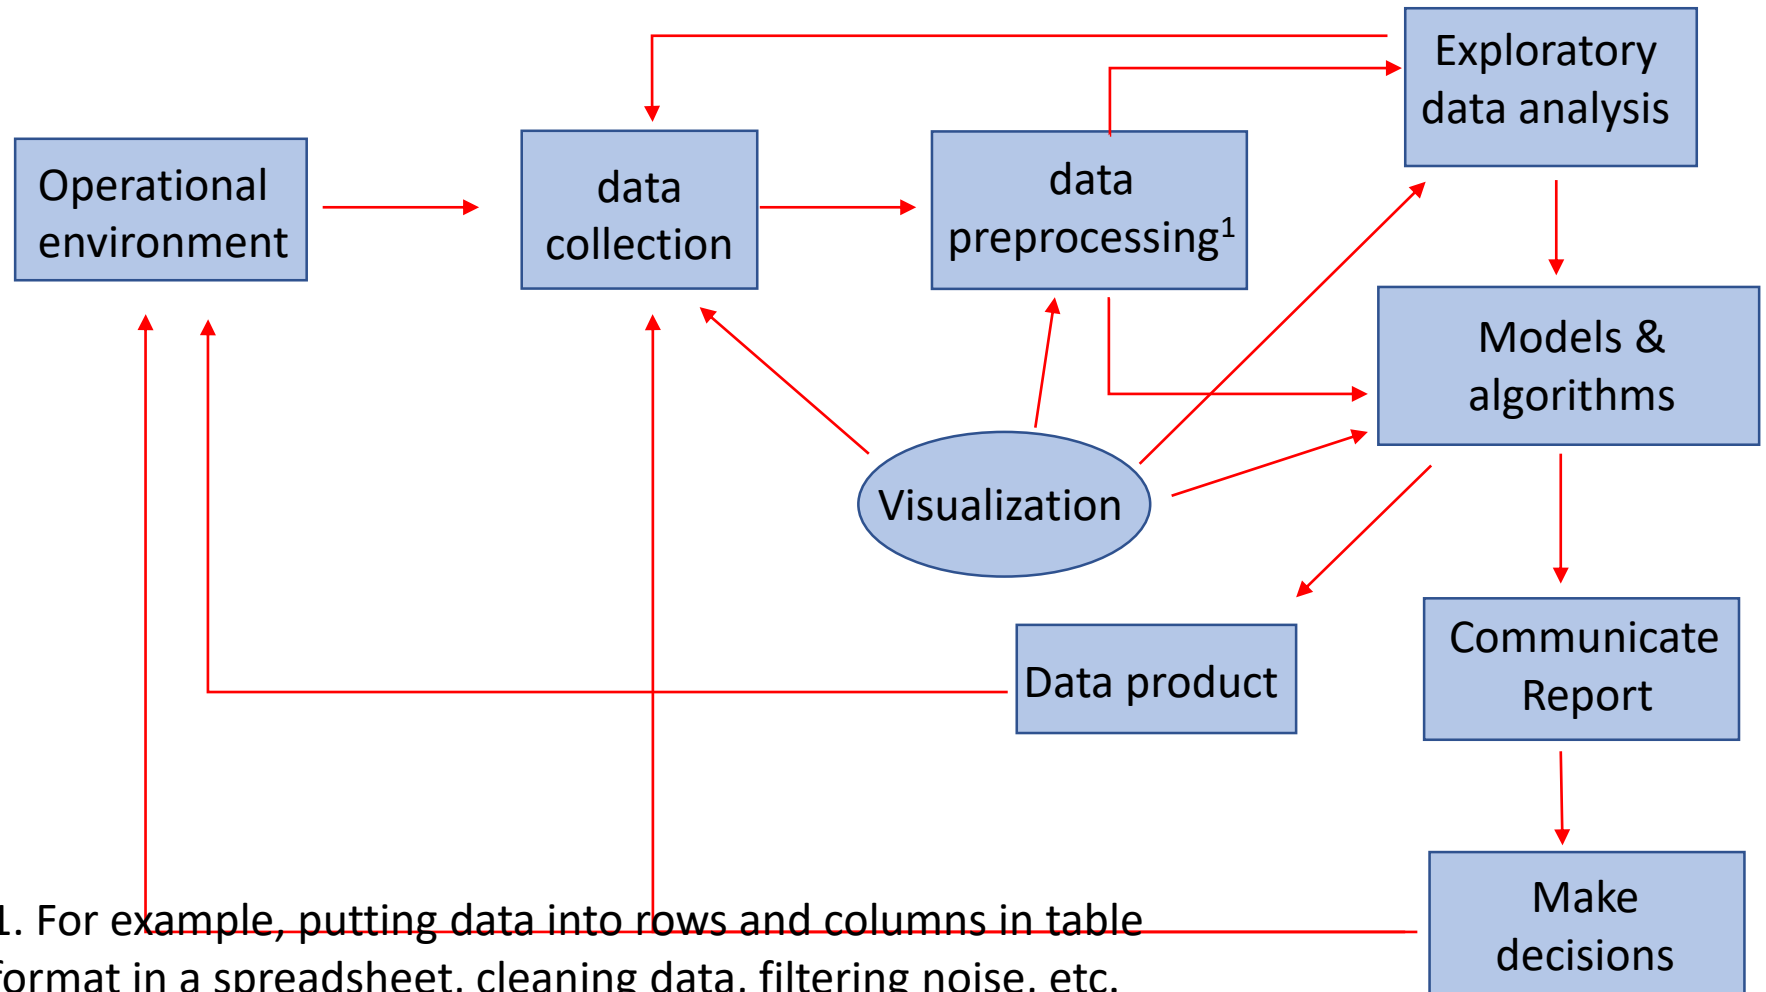 Exploratory
data analysis
Operational
environment
data
collection
data
preprocessing¹
Models &
algorithms
Visualization
Data product
Communicate
Report
Make
decisions
1. For example, putting data into rows and columns in table
format in a spreadsheet, cleaning data, filtering noise, etc.